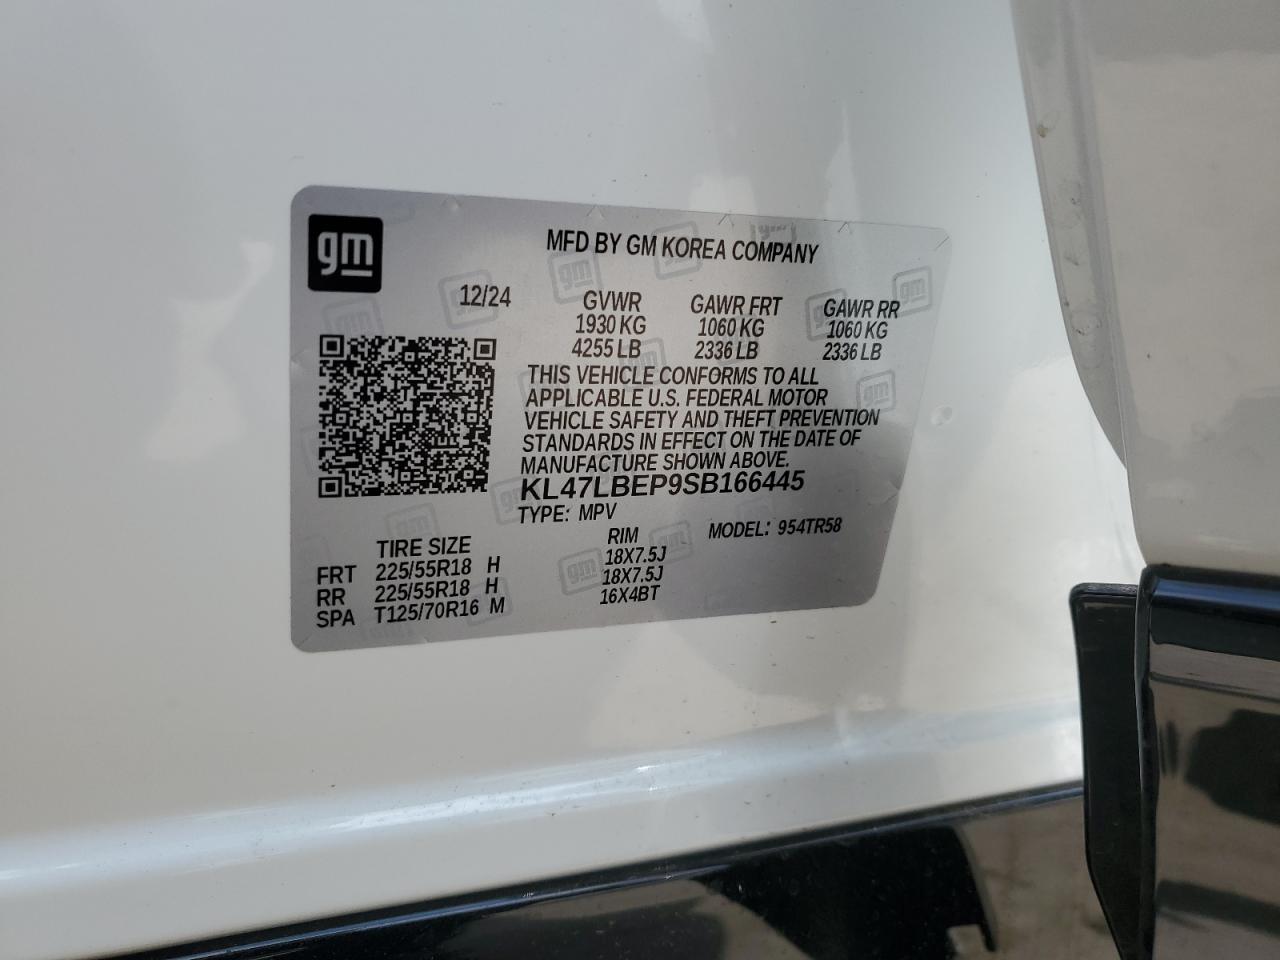 gm
MFD BY GM KOREA COMPANY
12/24 GVWR GAWR FRT GAWR RR
1930 KG 1060 KG 1060 KG
4255 LB 2336 LB 2336 LB
THIS VEHICLE CONFORMS TO ALL
APPLICABLE U.S. FEDERAL MOTOR
VEHICLE SAFETY AND THEFT PREVENTION
STANDARDS IN EFFECT ON THE DATE OF
MANUFACTURE SHOWN ABOVE.
KL47LBEP9SB166445
TYPE: MPV
MODEL: 954TR58
TIRE SIZE RIM
FRT 225/55R18 H 18X7.5J
RR 225/55R18 H 18X7.5J
SPA T125/70R16 M 16X4BT